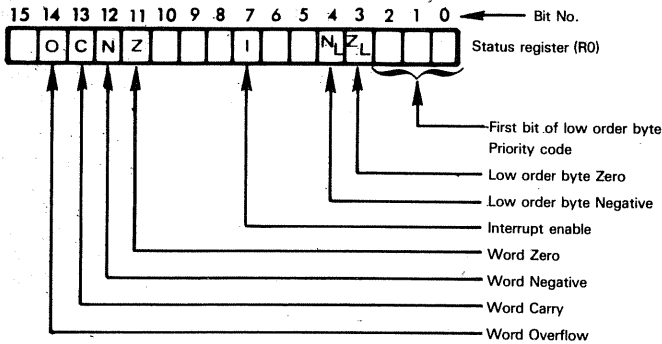 15 14 13 12 11 10 9 8 7 6 5 4 3 2 1 0 Bit No.
O C N Z I NL ZL Status register (R0)
First bit of low order byte
Priority code
Low order byte Zero
Low order byte Negative
Interrupt enable
Word Zero
Word Negative
Word Carry
Word Overflow